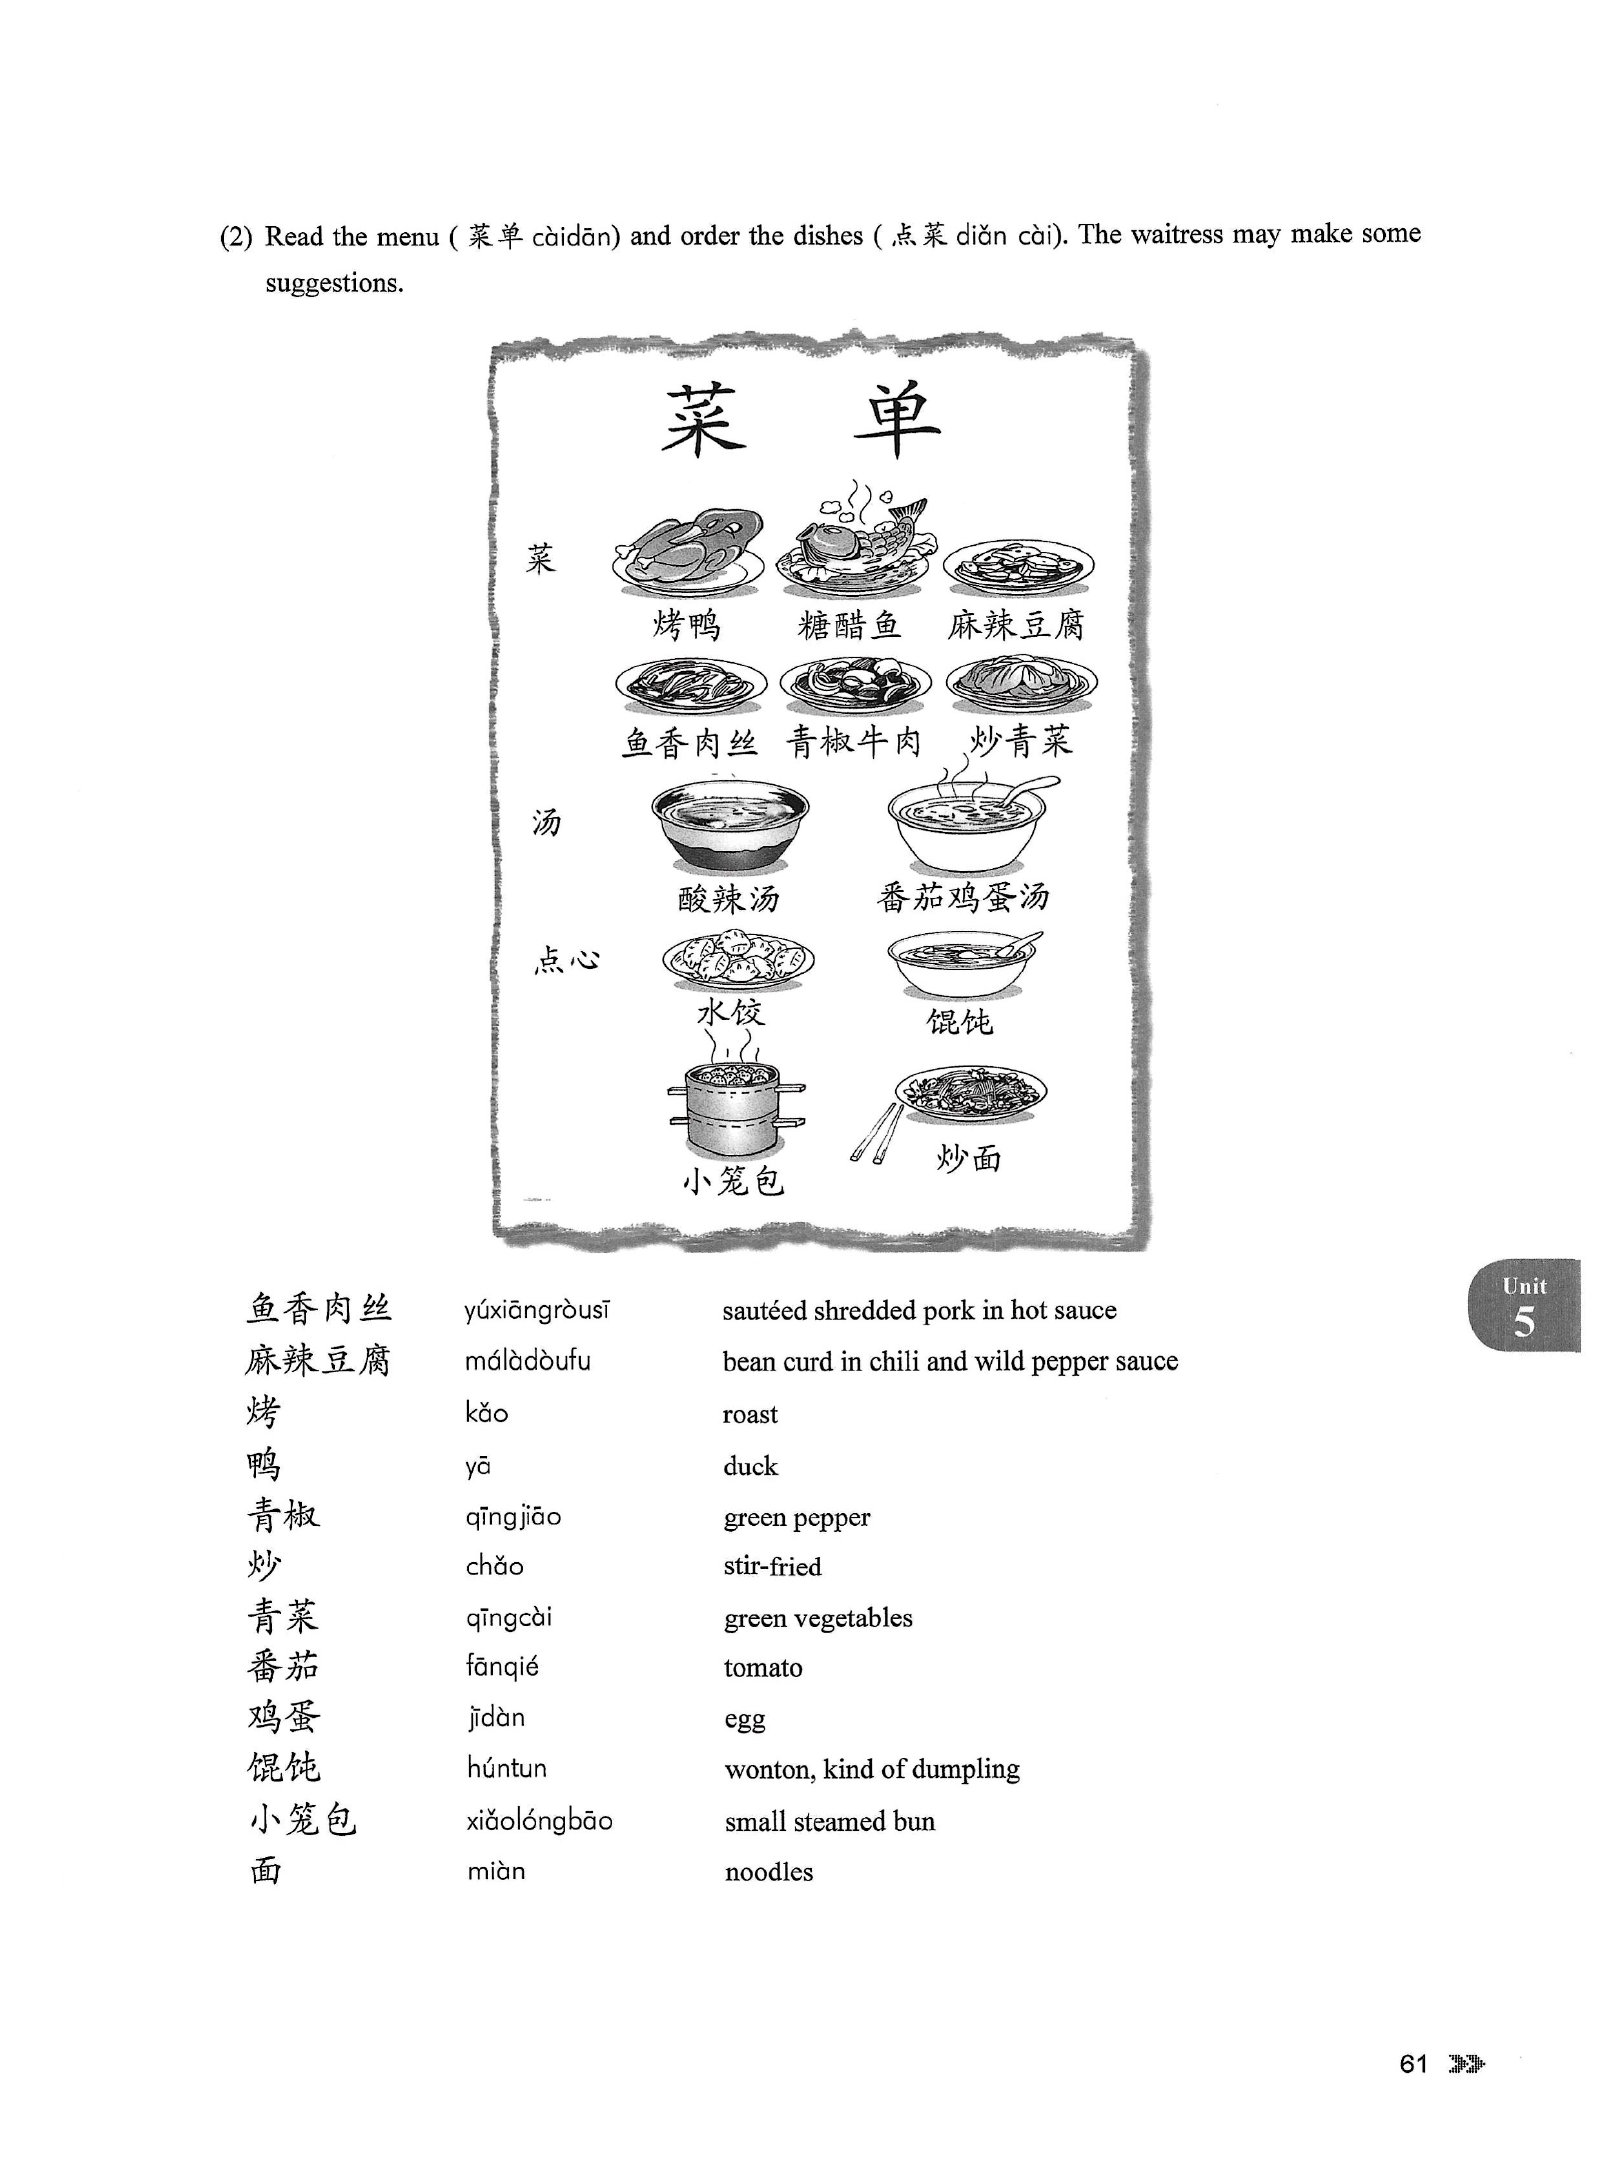 (2) Read the menu ( 菜单 càidān) and order the dishes ( 点菜 diǎn cài). The waitress may make some
suggestions.
菜 单
菜
烤鸭 糖醋鱼 麻辣豆腐
鱼香肉丝 青椒牛肉 炒青菜
汤
酸辣汤 番茄鸡蛋汤
点心
水饺 馄饨
小笼包 炒面
鱼香肉丝 yúxiāngròusī sautéed shredded pork in hot sauce
麻辣豆腐 málàdòufu bean curd in chili and wild pepper sauce
烤 kǎo roast
鸭 yā duck
青椒 qīngjiāo green pepper
炒 chǎo stir-fried
青菜 qīngcài green vegetables
番茄 fānqié tomato
鸡蛋 jīdàn egg
馄饨 húntun wonton, kind of dumpling
小笼包 xiǎolóngbāo small steamed bun
面 miàn noodles
Unit
5
61